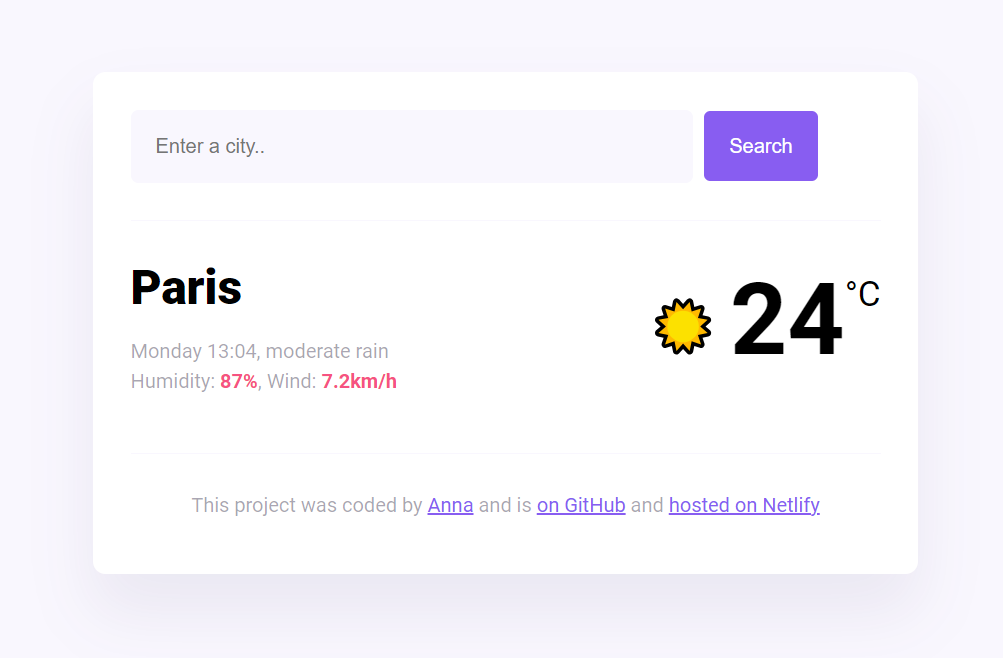 Enter a city..
Search
Paris
24
°C
Monday 13:04, moderate rain
Humidity: 87%, Wind: 7.2km/h
This project was coded by Anna and is on GitHub and hosted on Netlify